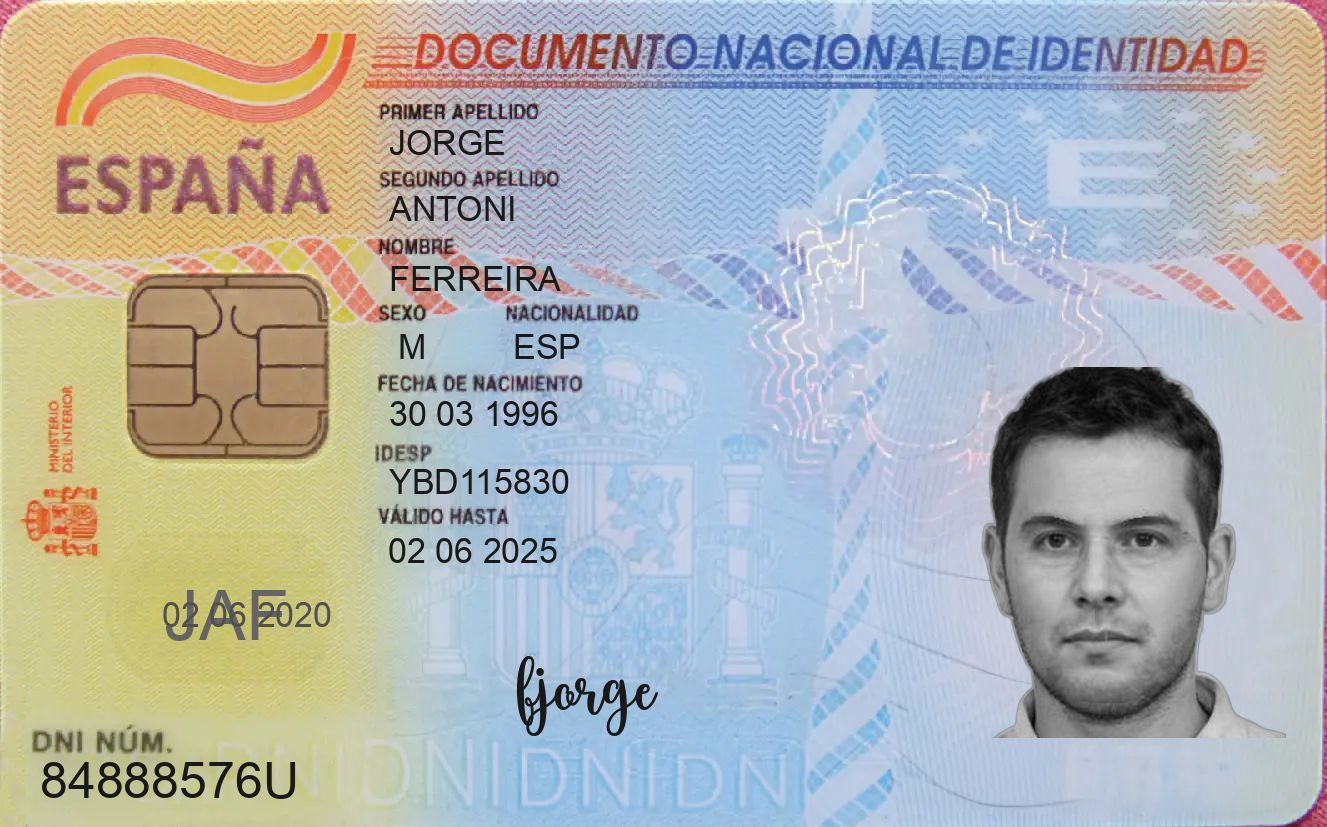 DOCUMENTO NACIONAL DE IDENTIDAD
ESPAÑA
PRIMER APELLIDO
JORGE
SEGUNDO APELLIDO
ANTONI
NOMBRE
FERREIRA
SEXO NACIONALIDAD
M ESP
FECHA DE NACIMIENTO
30 03 1996
IDESP
YBD115830
VÁLIDO HASTA
02 06 2025
MINISTERIO
DEL INTERIOR
E
JAF
02 06 2020
fjorge
DNI NÚM.
84888576U
DNIDNIDNIDNI